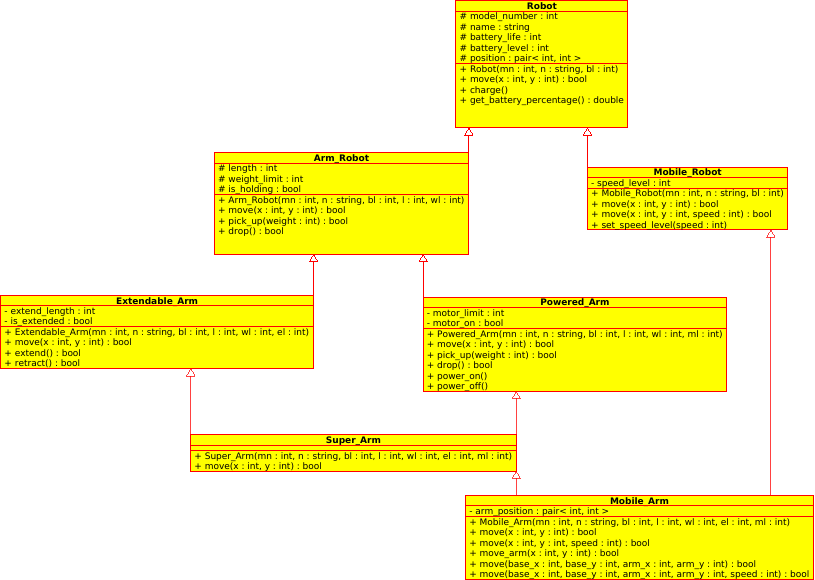 Robot
# model_number : int
# name : string
# battery_life : int
# battery_level : int
# position : pair< int, int >
+ Robot(mn : int, n : string, bl : int)
+ move(x : int, y : int) : bool
+ charge()
+ get_battery_percentage() : double
Arm_Robot
# length : int
# weight_limit : int
# is_holding : bool
+ Arm_Robot(mn : int, n : string, bl : int, l : int, wl : int)
+ move(x : int, y : int) : bool
+ pick_up(weight : int) : bool
+ drop() : bool
Mobile_Robot
- speed_level : int
+ Mobile_Robot(mn : int, n : string, bl : int)
+ move(x : int, y : int) : bool
+ move(x : int, y : int, speed : int) : bool
+ set_speed_level(speed : int)
Extendable_Arm
- extend_length : int
- is_extended : bool
+ Extendable_Arm(mn : int, n : string, bl : int, l : int, wl : int, el : int)
+ move(x : int, y : int) : bool
+ extend() : bool
+ retract() : bool
Powered_Arm
- motor_limit : int
- motor_on : bool
+ Powered_Arm(mn : int, n : string, bl : int, l : int, wl : int, ml : int)
+ move(x : int, y : int) : bool
+ pick_up(weight : int) : bool
+ drop() : bool
+ power_on()
+ power_off()
Super_Arm
+ Super_Arm(mn : int, n : string, bl : int, l : int, wl : int, el : int, ml : int)
+ move(x : int, y : int) : bool
Mobile_Arm
- arm_position : pair< int, int >
+ Mobile_Arm(mn : int, n : string, bl : int, l : int, wl : int, el : int, ml : int)
+ move(x : int, y : int) : bool
+ move(x : int, y : int, speed : int) : bool
+ move_arm(x : int, y : int) : bool
+ move(base_x : int, base_y : int, arm_x : int, arm_y : int) : bool
+ move(base_x : int, base_y : int, arm_x : int, arm_y : int, speed : int) : bool